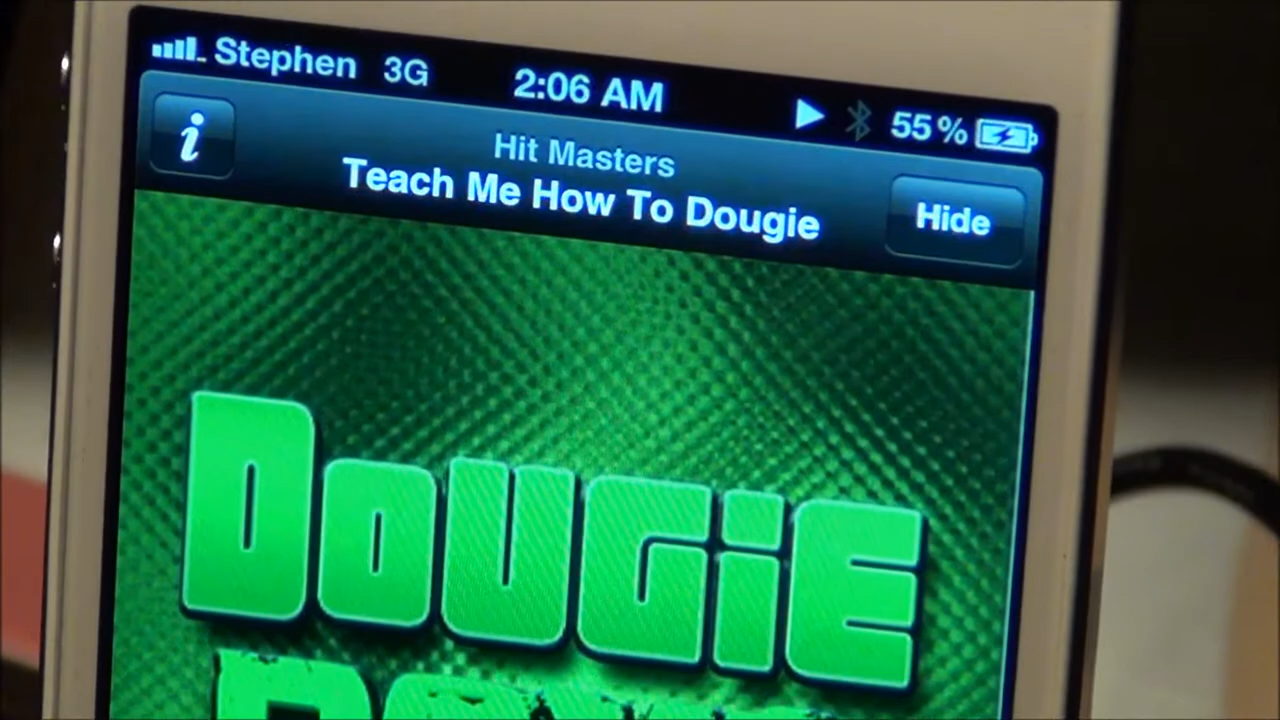 Stephen 3G 2:06 AM 55%
i
Hit Masters
Teach Me How To Dougie
Hide
DOUGiE